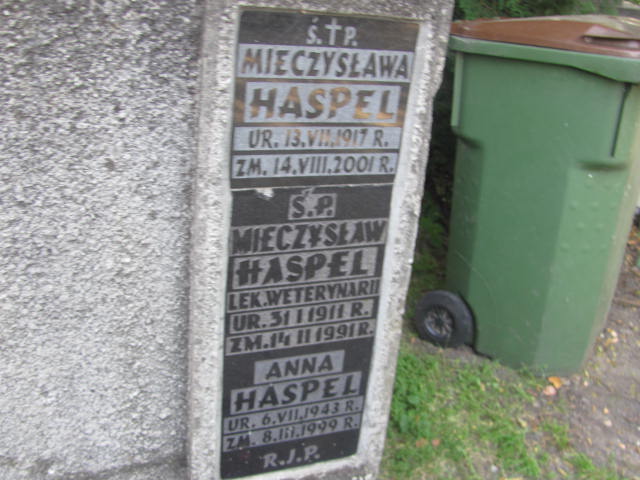 Ś.†P.
MIECZYSŁAWA
HASPEL
UR. 13.VII.1917 R.
ZM. 14.VIII.2001 R.
Ś.P.
MIECZYSŁAW
HASPEL
LEK.WETERYNARII
UR. 31 I 1911 R.
ZM. 14 II 1991 R.
ANNA
HASPEL
UR. 6.VII.1943 R.
ZM. 8.III.1999 R.
R.I.P.